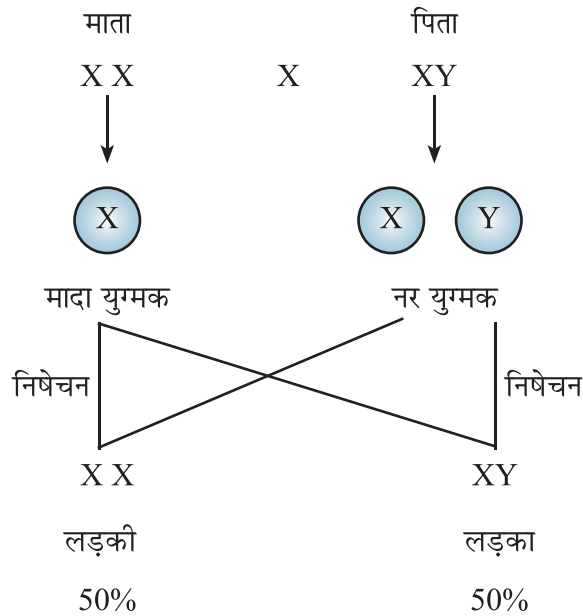 माता पिता
X X X XY
X X Y
मादा युग्मक नर युग्मक
निषेचन निषेचन
X X XY
लड़की लड़का
50% 50%